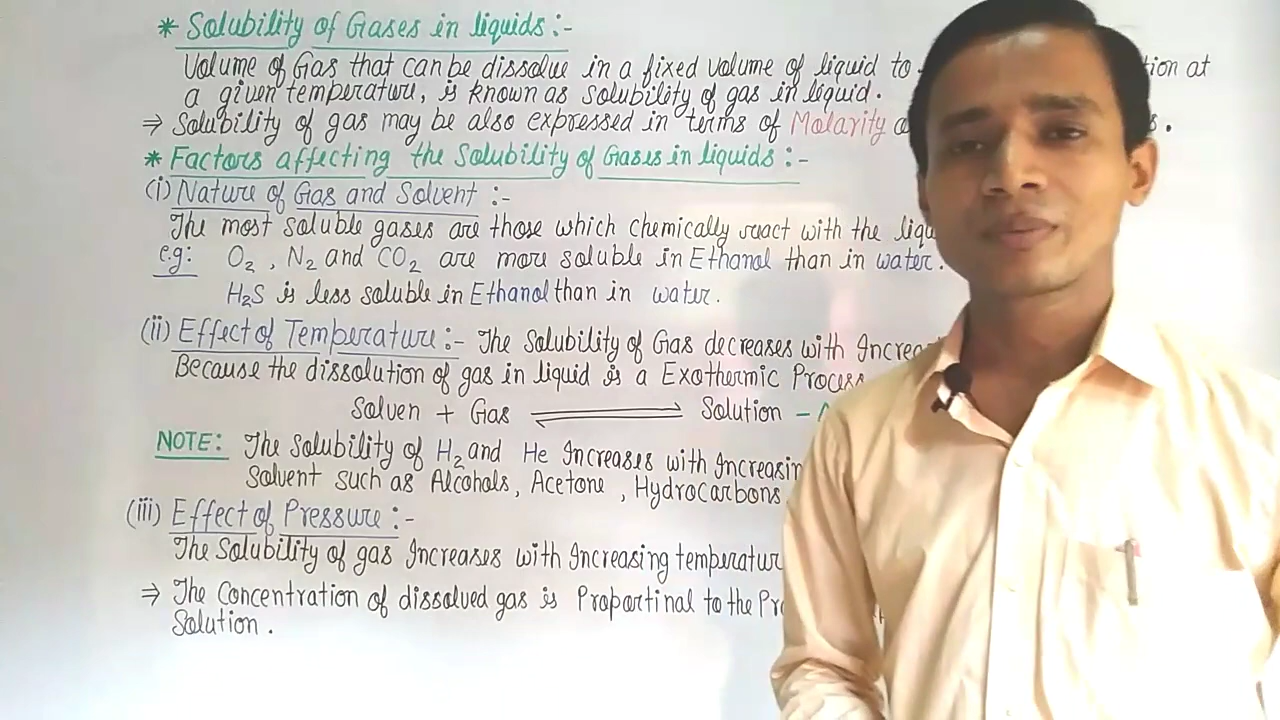 * Solubility of Gases in liquids :-
Volume of Gas that can be dissolve in a fixed volume of liquid to
a given temperature, is known as solubility of gas in liquid.
⇒ Solubility of gas may be also expressed in terms of Molarity
* Factors affecting the Solubility of Gases in liquids :-
(i) Nature of Gas and Solvent :-
The most soluble gases are those which chemically react with the
e.g: O₂, N₂ and CO₂ are more soluble in Ethanol than in water.
H₂S is less soluble in Ethanol than in water.
(ii) Effect of Temperature :- The Solubility of Gas decreases with
Because the dissolution of gas in liquid is a Exothermic Process
Solven + Gas ⇌ Solution -
NOTE: The Solubility of H₂ and He Increases with
Solvent such as Alcohols, Acetone, Hydrocarbons
(iii) Effect of Pressure :-
The Solubility of gas Increases with Increasing
⇒ The Concentration of dissolved gas is Propartinal to the
Solution.